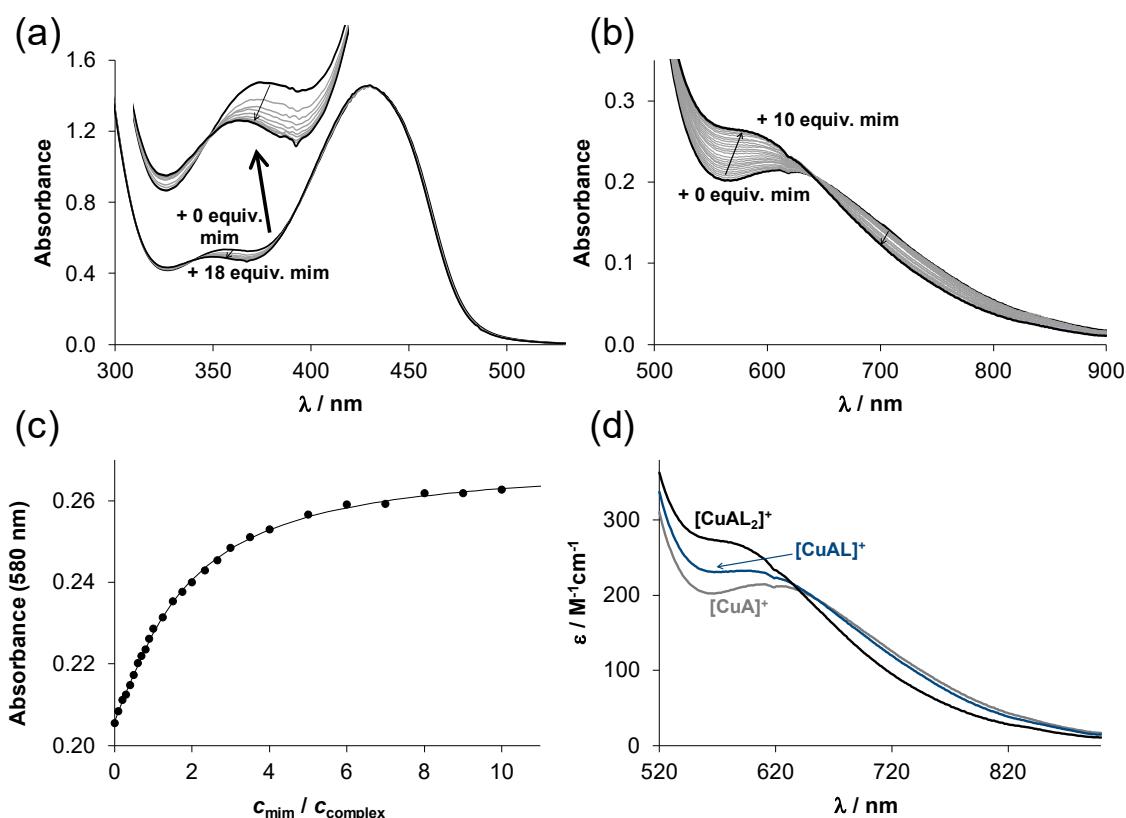 (a)
Absorbance
1.6
1.2
0.8
0.4
0.0
+ 0 equiv.
mim
+ 18 equiv. mim
300
350
400
450
500
λ / nm
(b)
Absorbance
0.3
0.2
0.1
0.0
+ 10 equiv. mim
+ 0 equiv. mim
500
600
700
800
900
λ / nm
(c)
Absorbance (580 nm)
0.26
0.24
0.22
0.20
0
2
4
6
8
10
c_mim / c_complex
(d)
ε / M⁻¹cm⁻¹
300
200
100
0
[CuAL₂]⁺
[CuAL]⁺
[CuA]⁺
520
620
720
820
λ / nm